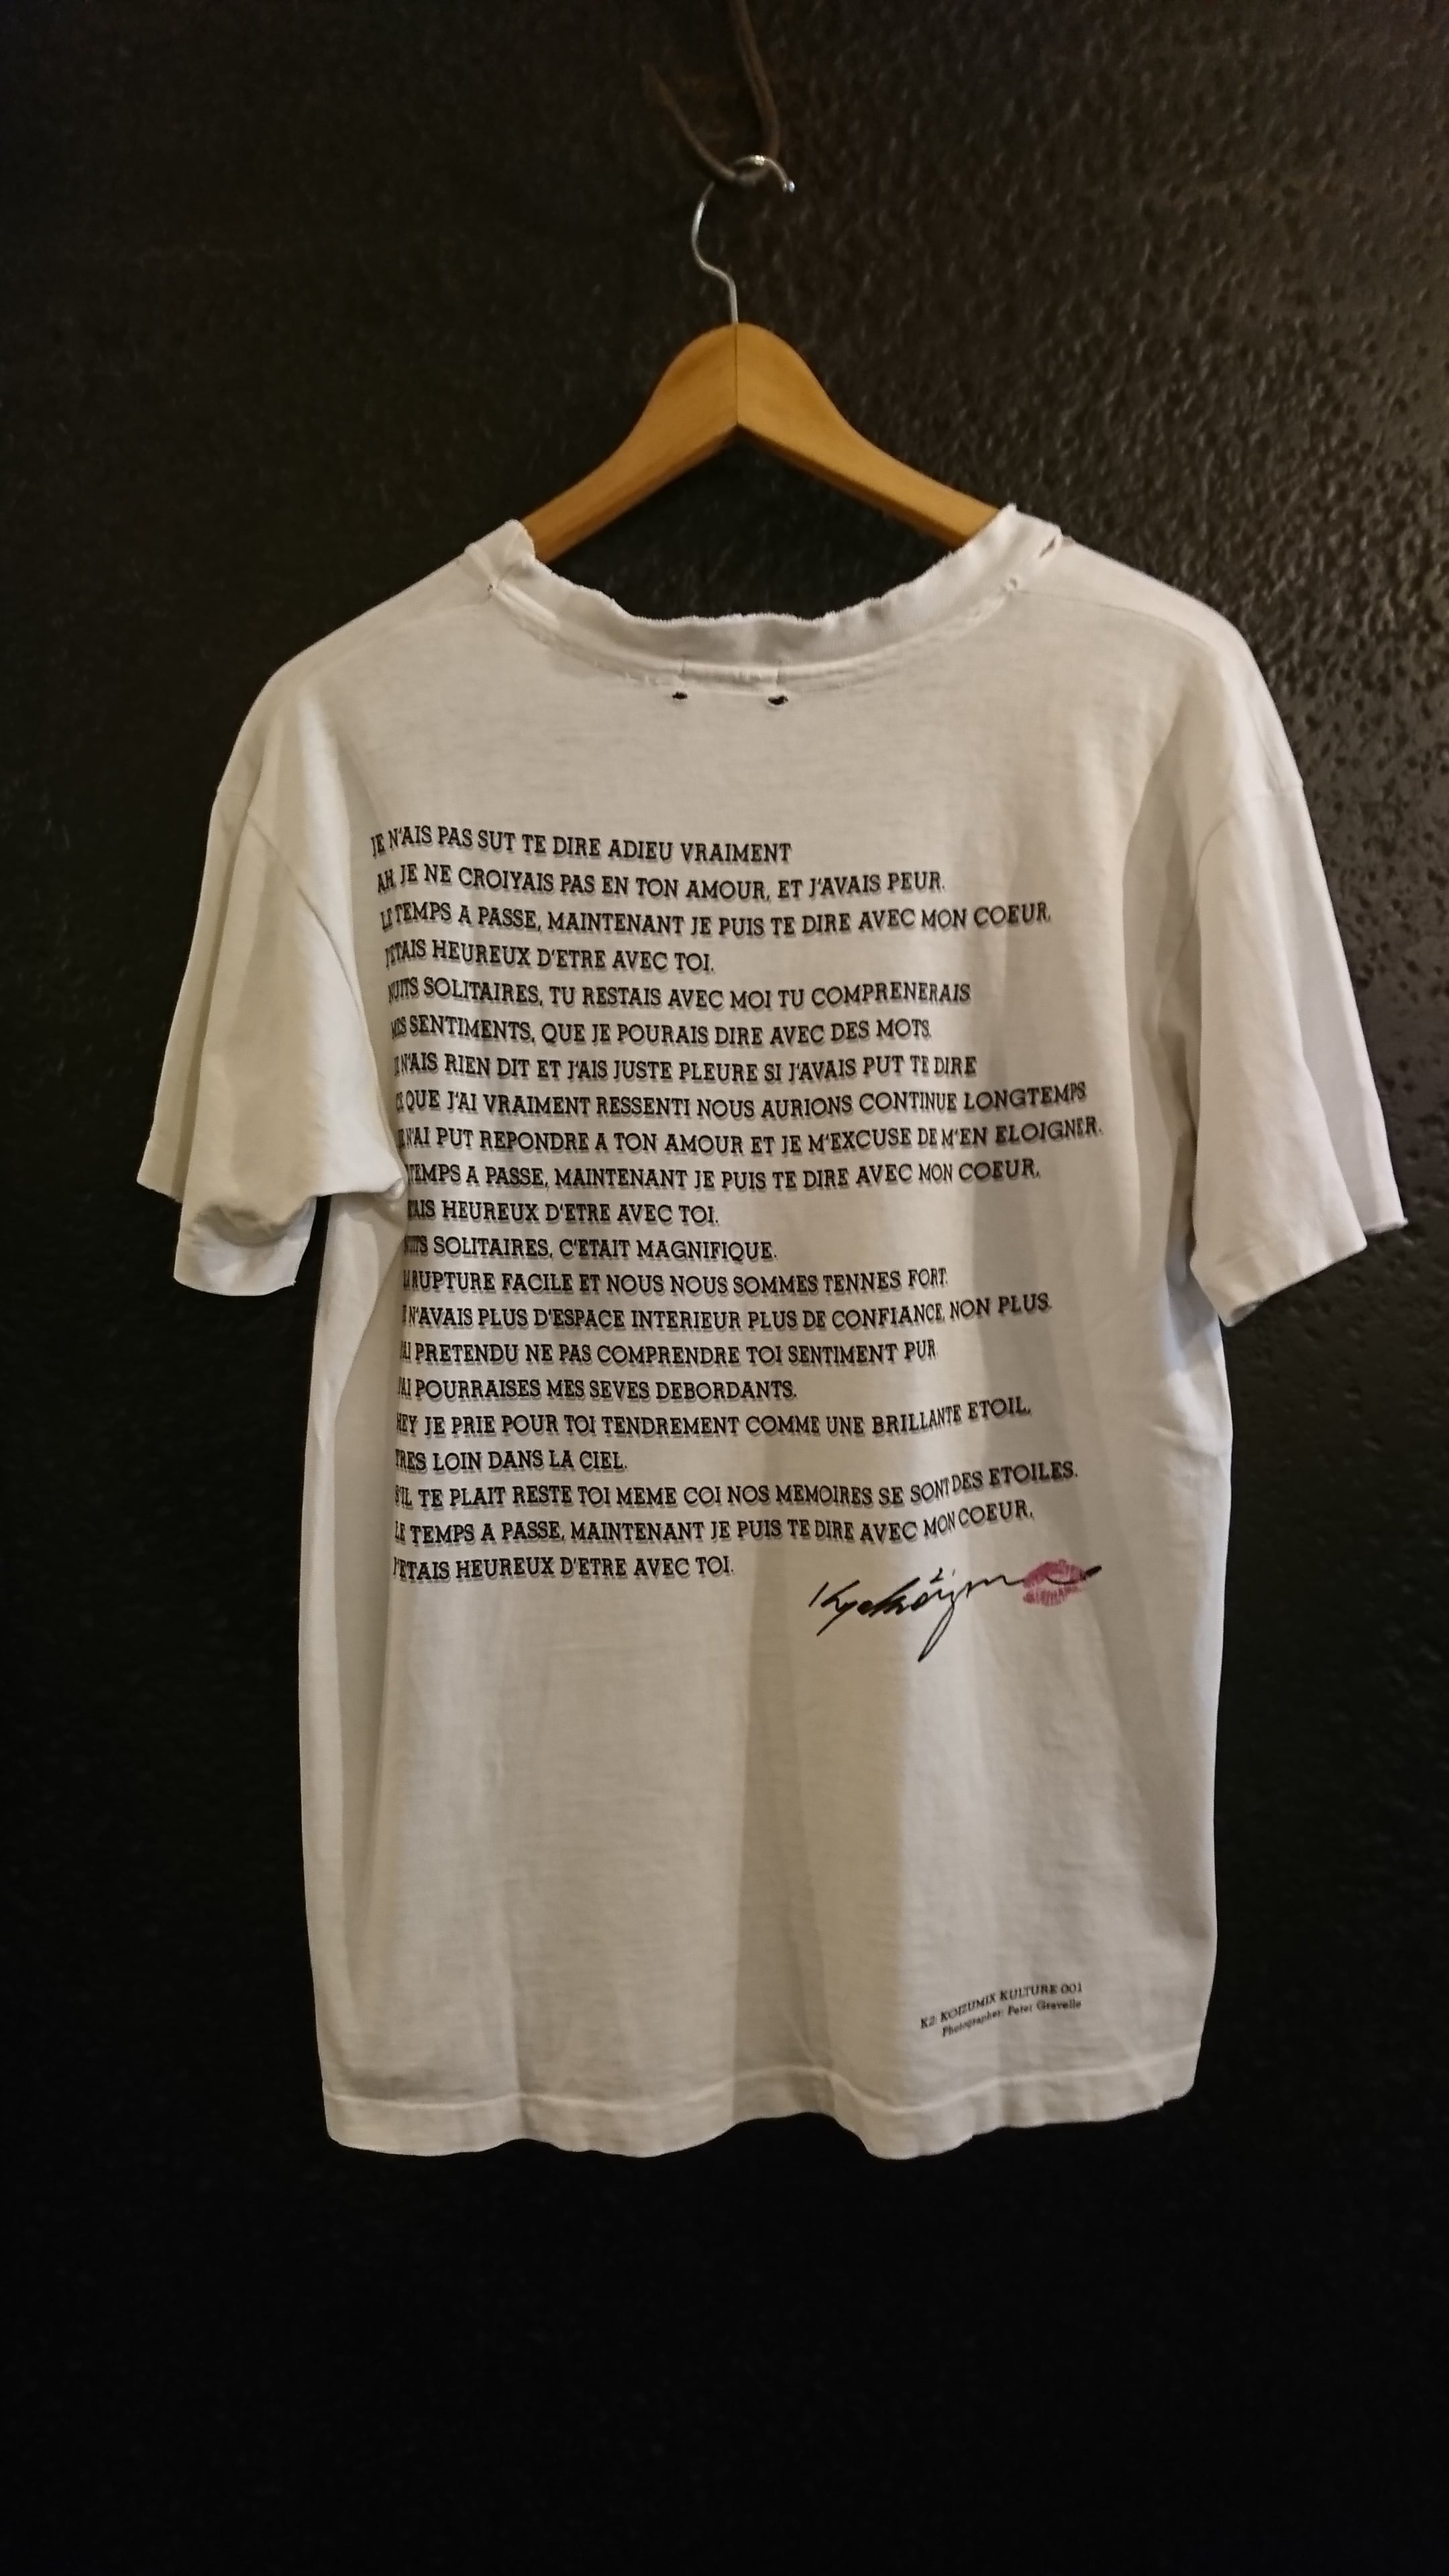 JE N'AIS PAS SUT TE DIRE ADIEU VRAIMENT
AH, JE NE CROIYAIS PAS EN TON AMOUR, ET J'AVAIS PEUR.
LE TEMPS A PASSE, MAINTENANT JE PUIS TE DIRE AVEC MON COEUR,
J'ETAIS HEUREUX D'ETRE AVEC TOI.
NUITS SOLITAIRES, TU RESTAIS AVEC MOI TU COMPRENERAIS
MES SENTIMENTS, QUE JE POURAIS DIRE AVEC DES MOTS.
N'AIS RIEN DIT ET J'AIS JUSTE PLEURE SI J'AVAIS PUT TE DIRE
CE QUE J'AI VRAIMENT RESSENTI NOUS AURIONS CONTINUE LONGTEMPS
N'AI PUT REPONDRE A TON AMOUR ET JE M'EXCUSE DE M'EN ELOIGNER.
TEMPS A PASSE, MAINTENANT JE PUIS TE DIRE AVEC MON COEUR,
TAIS HEUREUX D'ETRE AVEC TOI.
SOLITAIRES, C'ETAIT MAGNIFIQUE.
LA RUPTURE FACILE ET NOUS NOUS SOMMES TENNES FORT.
N'AVAIS PLUS D'ESPACE INTERIEUR PLUS DE CONFIANCE, NON PLUS.
J'AI PRETENDU NE PAS COMPRENDRE TOI SENTIMENT PUR.
J'AI POURRAISES MES SEVES DEBORDANTS.
HEY JE PRIE POUR TOI TENDREMENT COMME UNE BRILLANTE ETOIL,
TRES LOIN DANS LA CIEL.
S'IL TE PLAIT RESTE TOI MEME COI NOS MEMOIRES SE SONT DES ETOILES.
LE TEMPS A PASSE, MAINTENANT JE PUIS TE DIRE AVEC MON COEUR,
J'ETAIS HEUREUX D'ETRE AVEC TOI.
K2 KOIZUMIX KULTURE 001
Photographer: Peter Gravelle